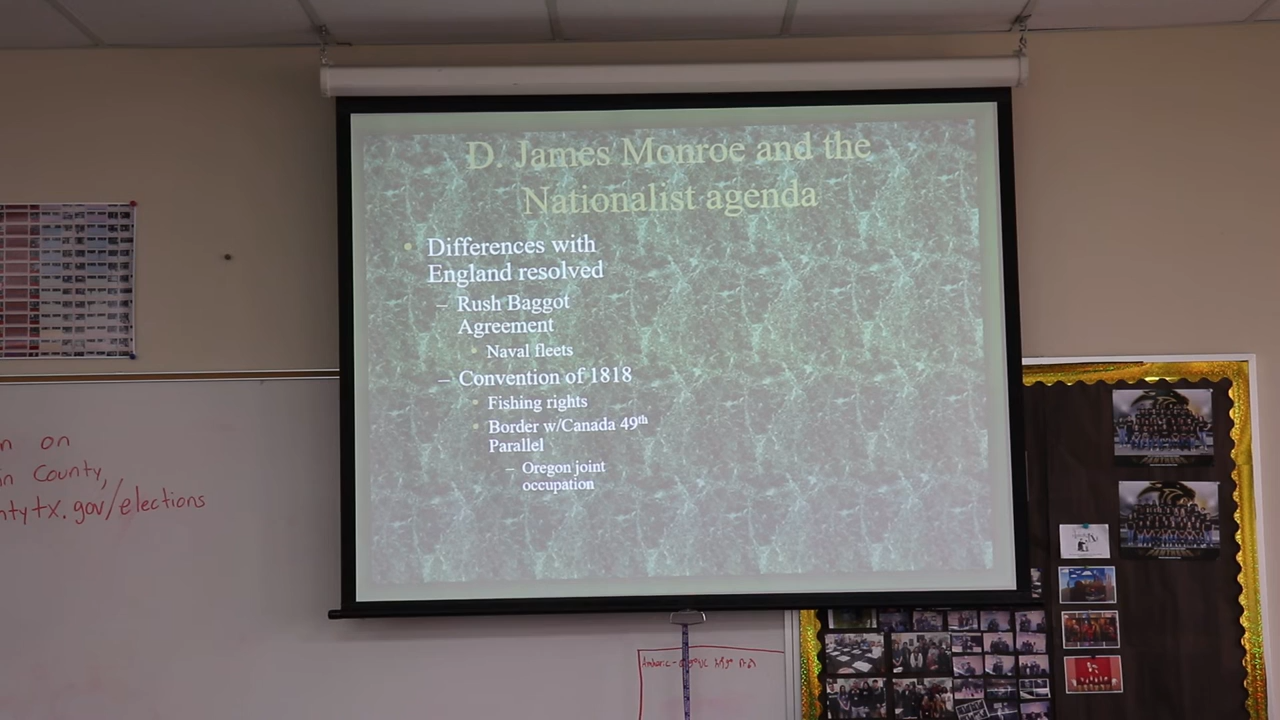 D. James Monroe and the
Nationalist agenda
• Differences with
England resolved
– Rush Baggot
Agreement
• Naval fleets
– Convention of 1818
• Fishing rights
• Border w/Canada 49th
Parallel
– Oregon joint
occupation
on
County,
tytx.gov/elections